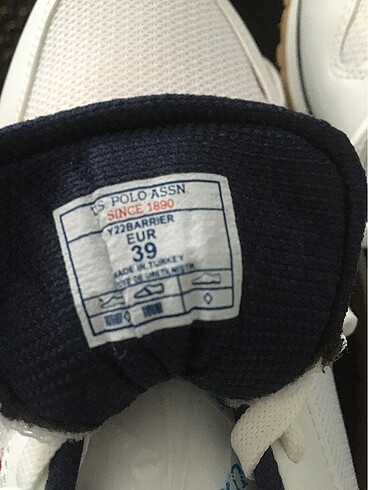 U.S. POLO ASSN
SINCE 1890
Y22BARRIER
EUR
39
MADE IN TURKEY